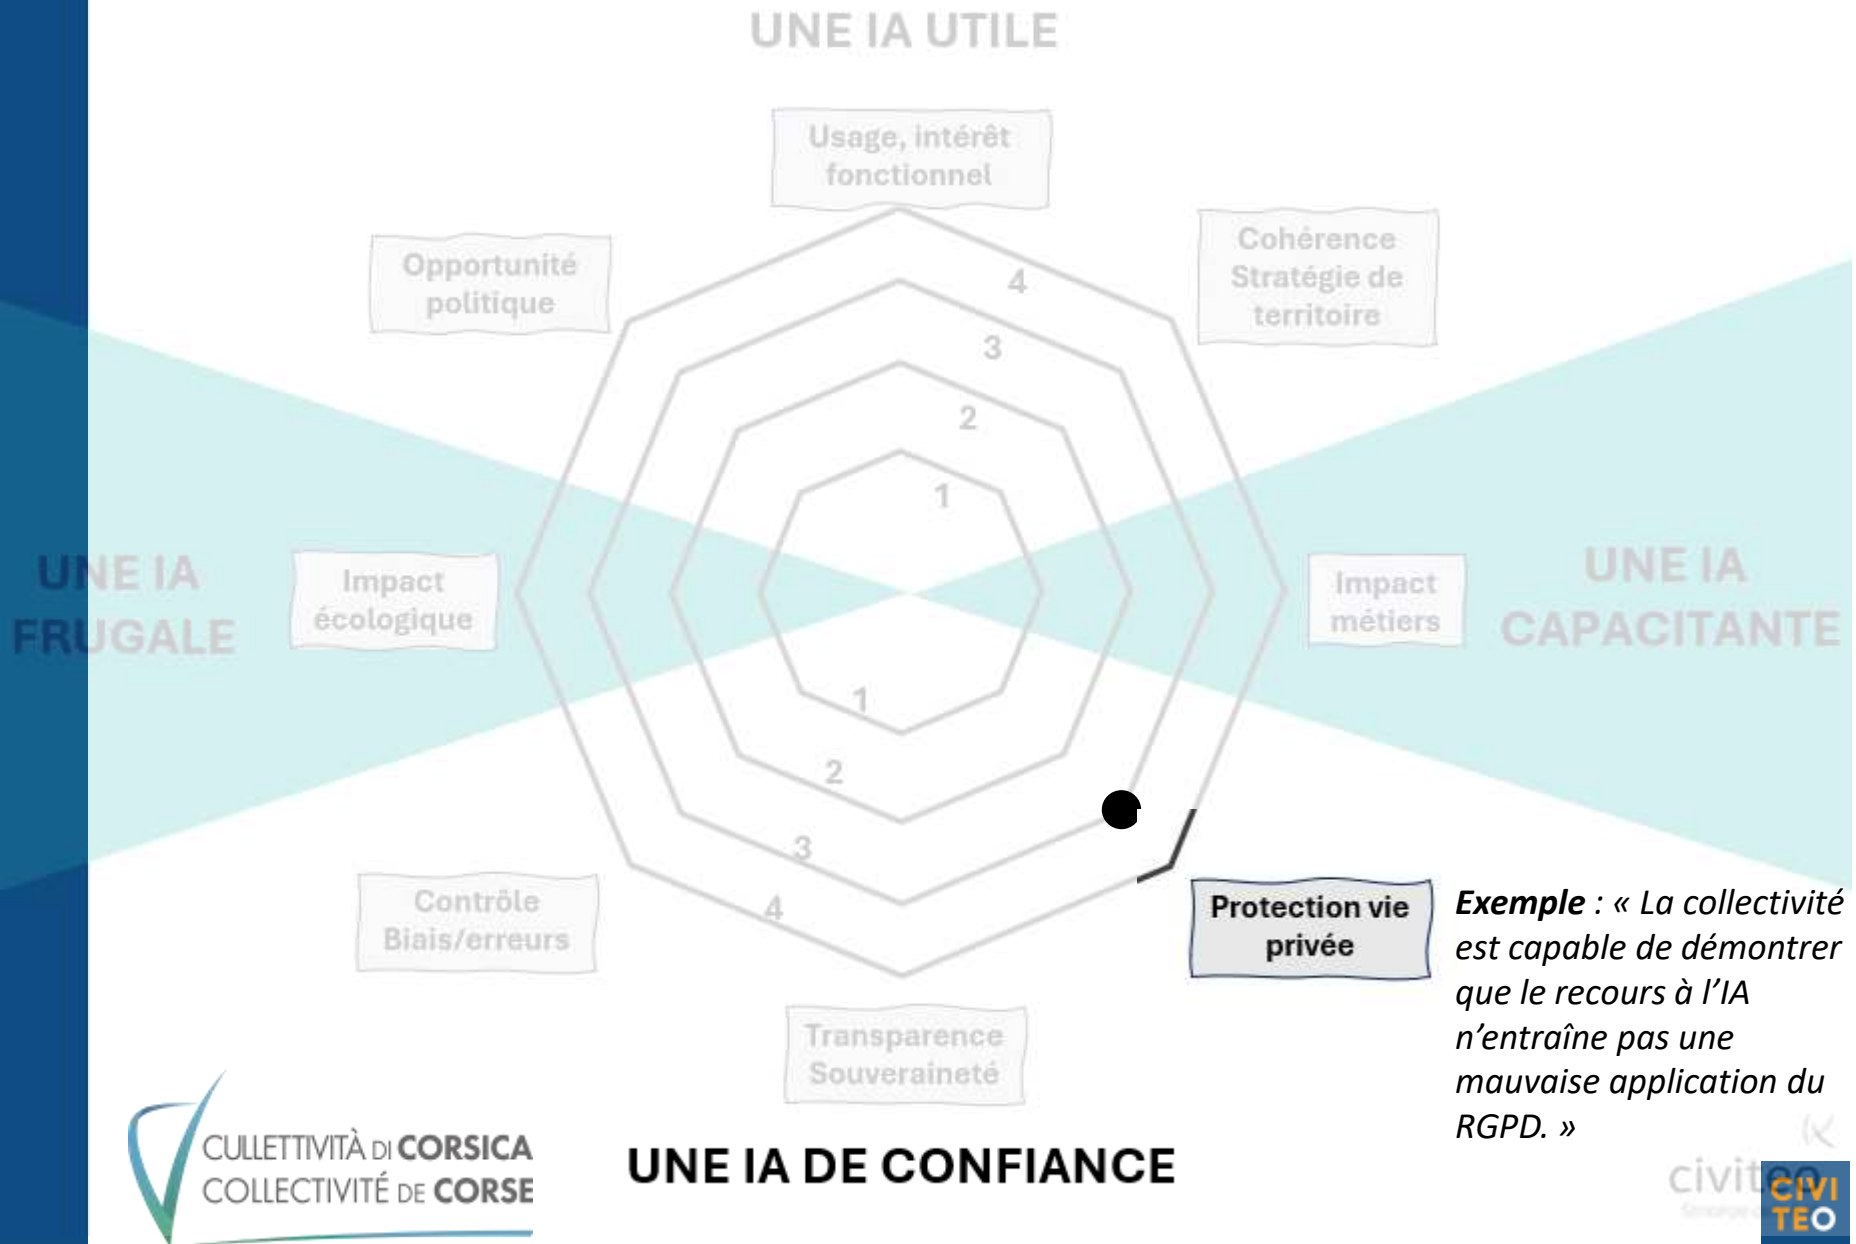 UNE IA UTILE
Usage, intérêt
fonctionnel
Opportunité
politique
Cohérence
Stratégie de
territoire
4
3
2
1
UNE IA
FRUGALE
Impact
écologique
Impact
métiers
UNE IA
CAPACITANTE
1
2
3
4
Contrôle
Biais/erreurs
Protection vie
privée
Exemple : « La collectivité
est capable de démontrer
que le recours à l’IA
n’entraîne pas une
mauvaise application du
RGPD. »
Transparence
Souveraineté
CULLETTIVITÀ DI CORSICA
COLLECTIVITÉ DE CORSE
UNE IA DE CONFIANCE
civiteo
CIVI
TEO